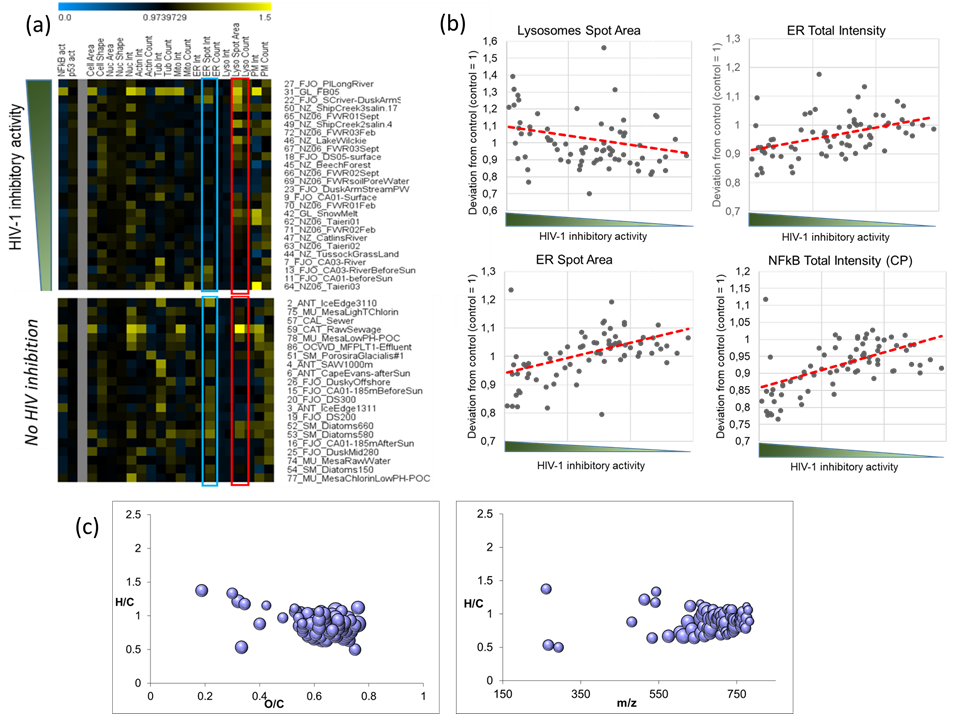 (a)
0.0
0.9739729
1.5
NFkB act
p53 act
Cell Area
Cell Shape
Nuc Area
Nuc Shape
Nuc Int
Actin Int
Actin Count
Tub Int
Tub Count
Mito Int
Mito Count
ER Int
ER Spot Int
ER Count
Lyso Int
Lyso Spot Area
Lyso Count
PM Int
PM Count
HIV-1 inhibitory activity
27_FJO_PllLongRiver
31_GL_FB05
22_FJO_SCriver-DuskArmS
50_NZ_ShipCreek3salin.17
65_NZ06_FWR01Sept
49_NZ_ShipCreek2salin.4
72_NZ06_FWR03Feb
46_NZ_LakeWilckie
67_NZ06_FWR03Sept
18_FJO_DS05-surface
45_NZ_BeechForest
66_NZ06_FWR02Sept
69_NZ06_FWRsoilPoreWater
23_FJO_DuskArmStreamPW
9_FJO_CA01-Surface
70_NZ06_FWR01Feb
42_GL_SnowMelt
62_NZ06_Taieri01
71_NZ06_FWR02Feb
47_NZ_CatlinsRiver
63_NZ06_Taieri02
44_NZ_TussockGrassLand
7_FJO_CA03-River
13_FJO_CA03-RiverBeforeSun
11_FJO_CA01-beforeSun
64_NZ06_Taieri03
No HIV inhibition
2_ANT_IceEdge3110
75_MU_MesaLighTChlorin
57_CAL_Sewer
59_CAT_RawSewage
78_MU_MesaLowPH-POC
86_OCWD_MFPLT1-Effluent
51_SM_PorosiraGlacialis#1
4_ANT_SAW1000m
6_ANT_CapeEvans-afterSun
26_FJO_DuskyOffshore
15_FJO_CA01-185mBeforeSun
20_FJO_DS300
3_ANT_IceEdge1311
19_FJO_DS200
52_SM_Diatoms660
53_SM_Diatoms580
16_FJO_CA01-185mAfterSun
25_FJO_DuskMid280
74_MU_MesaRawWater
54_SM_Diatoms150
77_MU_MesaChlorinLowPH-POC
(b)
Lysosomes Spot Area
Deviation from control (control = 1)
1,6
1,5
1,4
1,3
1,2
1,1
1
0,9
0,8
0,7
0,6
HIV-1 inhibitory activity
ER Total Intensity
Deviation from control (control = 1)
1,3
1,2
1,1
1
0,9
0,8
0,7
HIV-1 inhibitory activity
ER Spot Area
Deviation from control (control = 1)
1,3
1,2
1,1
1
0,9
0,8
0,7
HIV-1 inhibitory activity
NFkB Total Intensity (CP)
Deviation from control (control = 1)
1,2
1,15
1,1
1,05
1
0,95
0,9
0,85
0,8
0,75
0,7
HIV-1 inhibitory activity
(c)
2.5
2
1.5
H/C
1
0.5
0
0
0.2
0.4
0.6
0.8
1
O/C
2.5
2
1.5
H/C
1
0.5
0
150
350
550
750
m/z